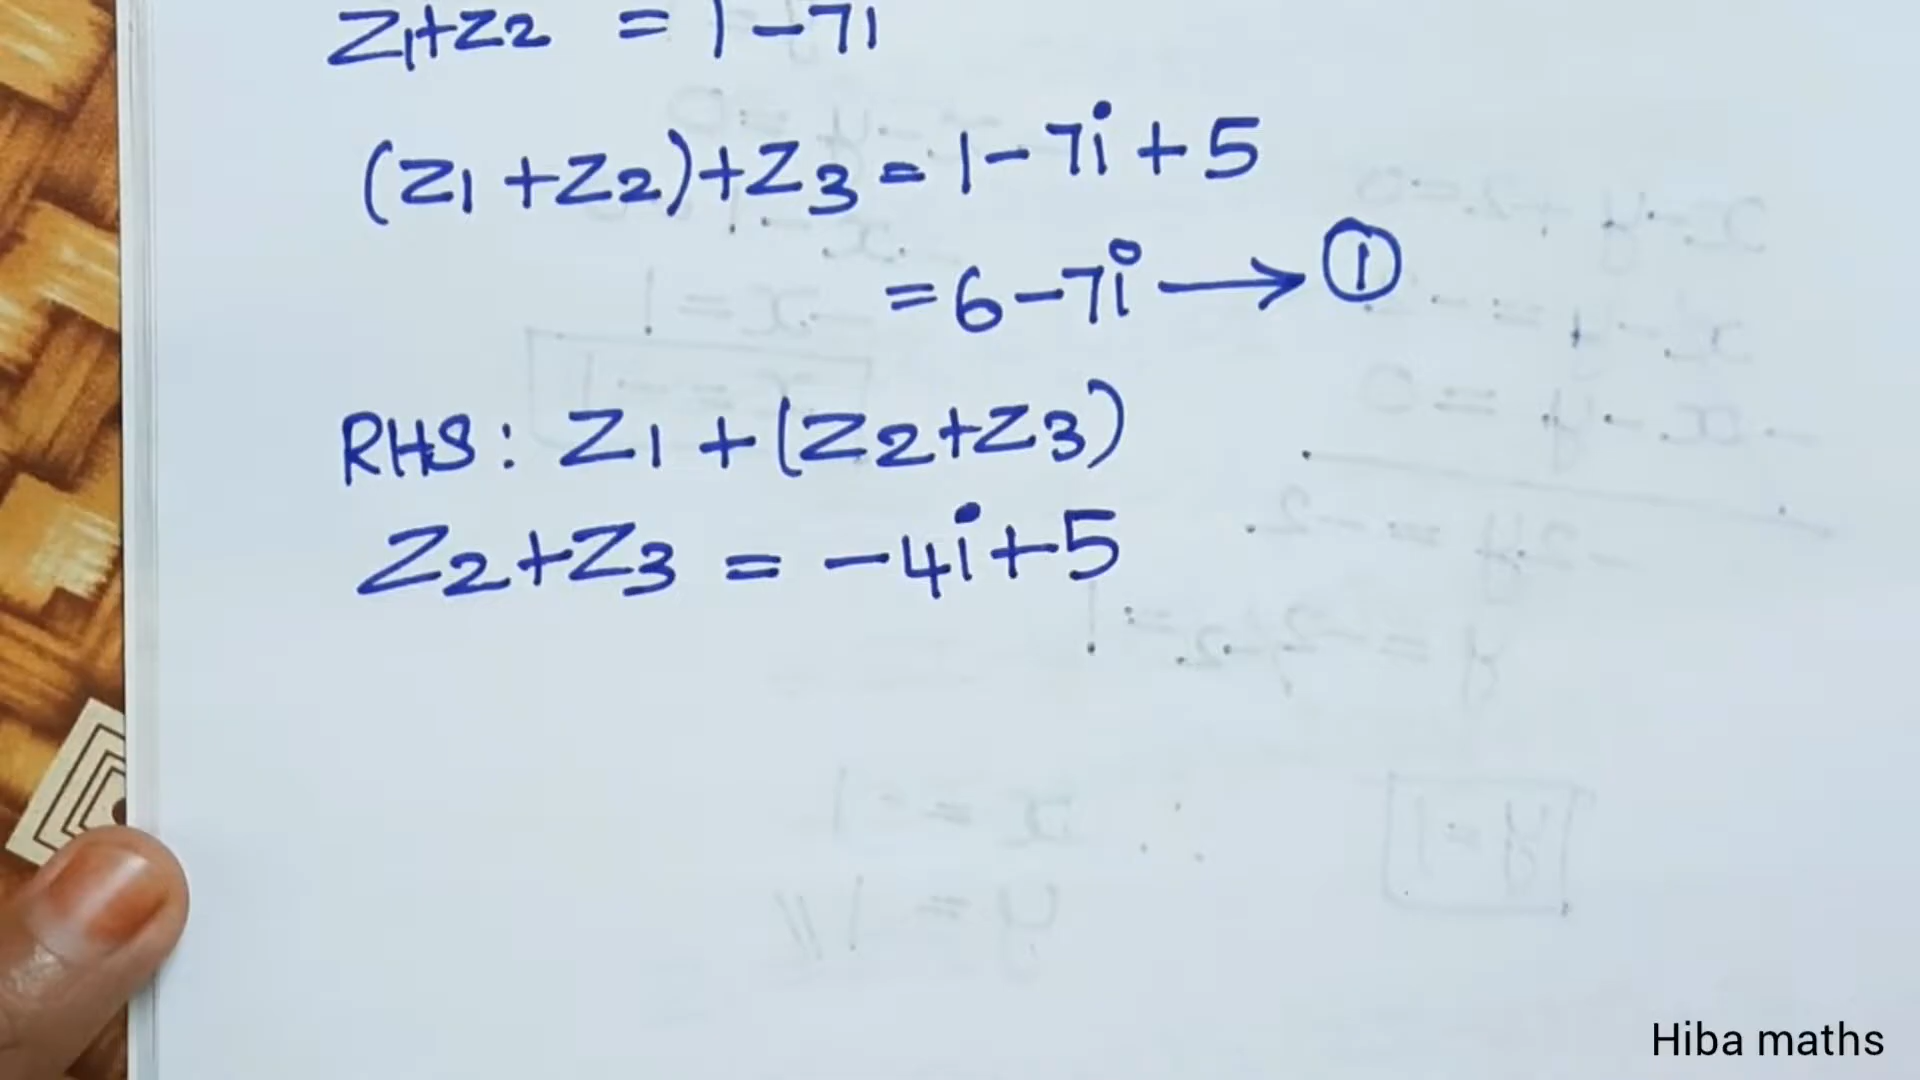 Z1+Z2 = 1-7i
(Z1+Z2)+Z3 = 1-7i+5
= 6-7i → ①
RHS: Z1+(Z2+Z3)
Z2+Z3 = -4i+5
Hiba maths